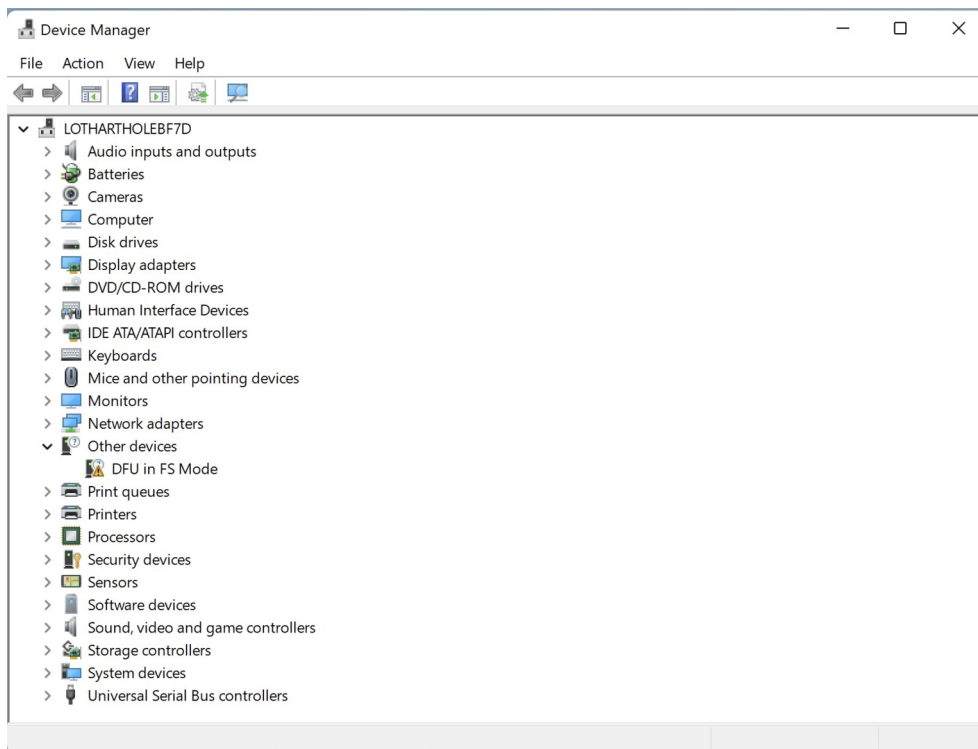 Device Manager
File Action View Help
LOTHARTHOLEBF7D
Audio inputs and outputs
Batteries
Cameras
Computer
Disk drives
Display adapters
DVD/CD-ROM drives
Human Interface Devices
IDE ATA/ATAPI controllers
Keyboards
Mice and other pointing devices
Monitors
Network adapters
Other devices
DFU in FS Mode
Print queues
Printers
Processors
Security devices
Sensors
Software devices
Sound, video and game controllers
Storage controllers
System devices
Universal Serial Bus controllers